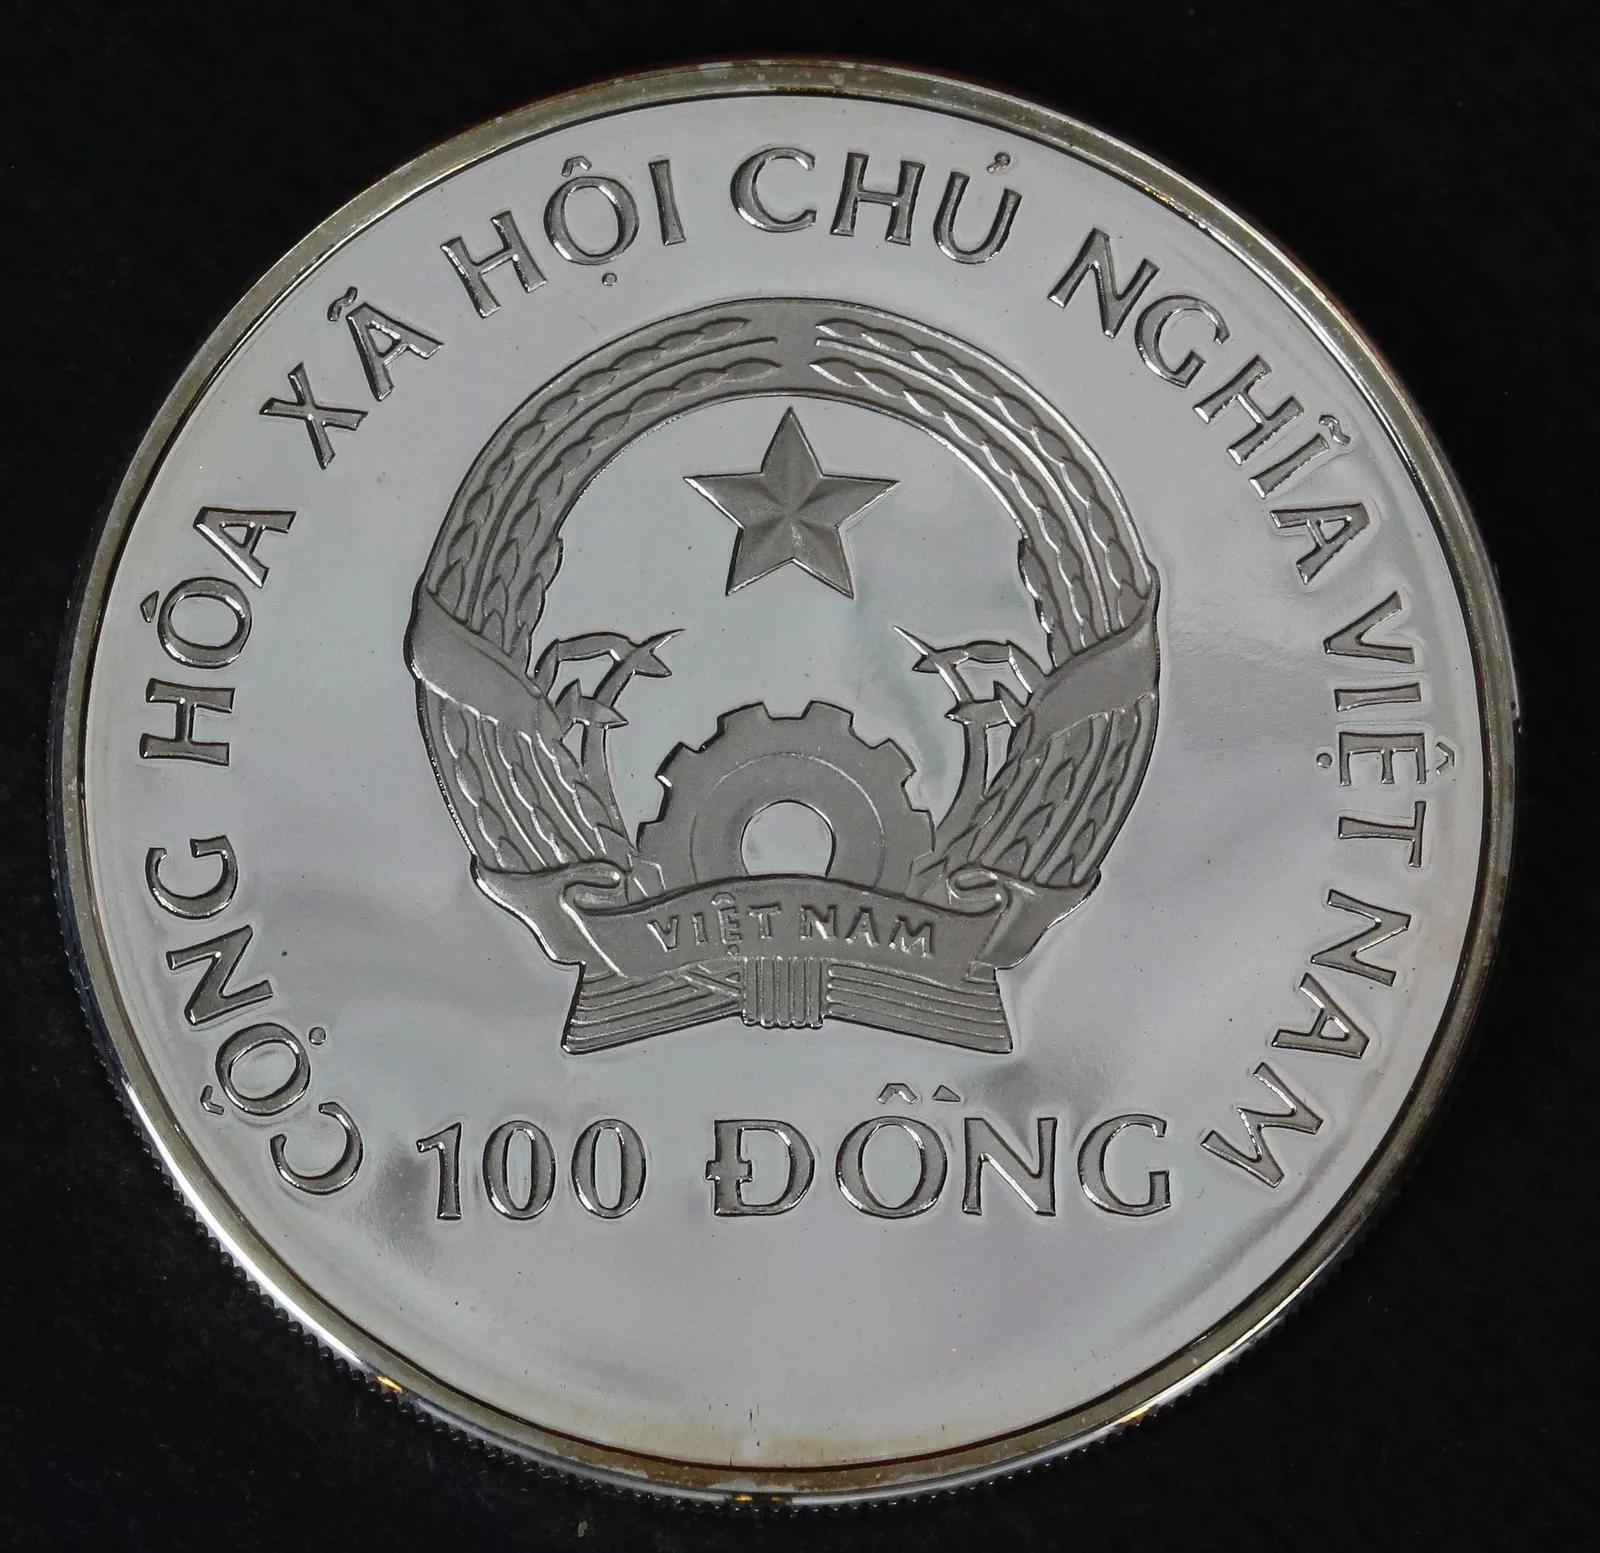 CỘNG HÒA XÃ HỘI CHỦ NGHĨA VIỆT NAM
VIỆT NAM
100 ĐỒNG